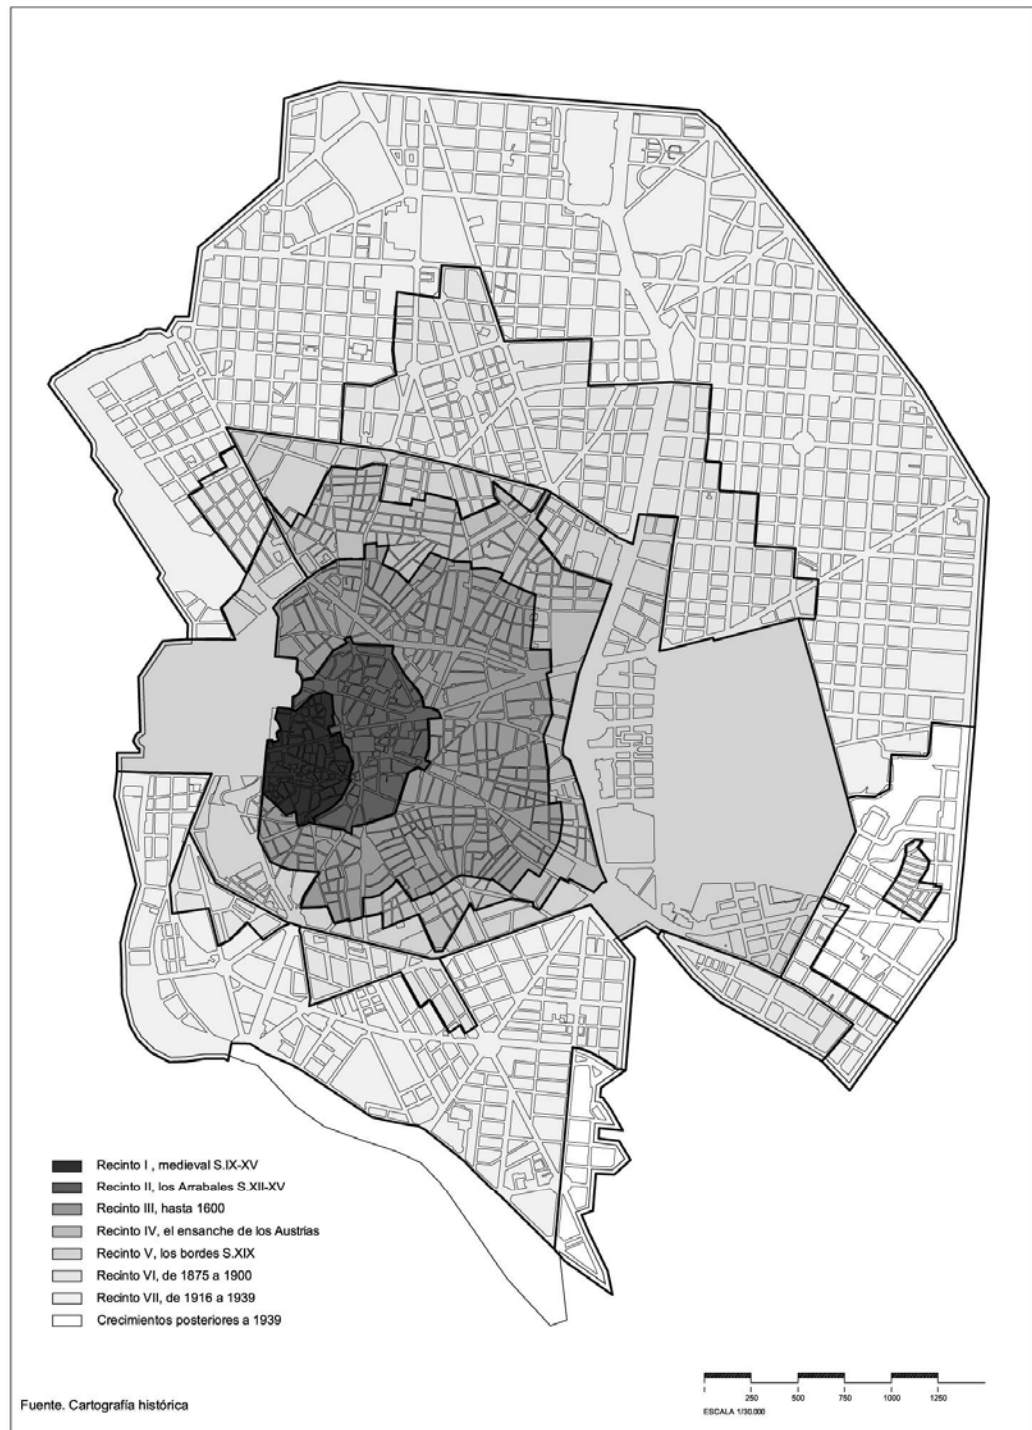 Recinto I , medieval S.IX-XV
Recinto II, los Arrabales S.XII-XV
Recinto III, hasta 1600
Recinto IV, el ensanche de los Austrias
Recinto V, los bordes S.XIX
Recinto VI, de 1875 a 1900
Recinto VII, de 1916 a 1939
Crecimientos posteriores a 1939
Fuente. Cartografía histórica
250 500 750 1000 1250
ESCALA 1/30.000